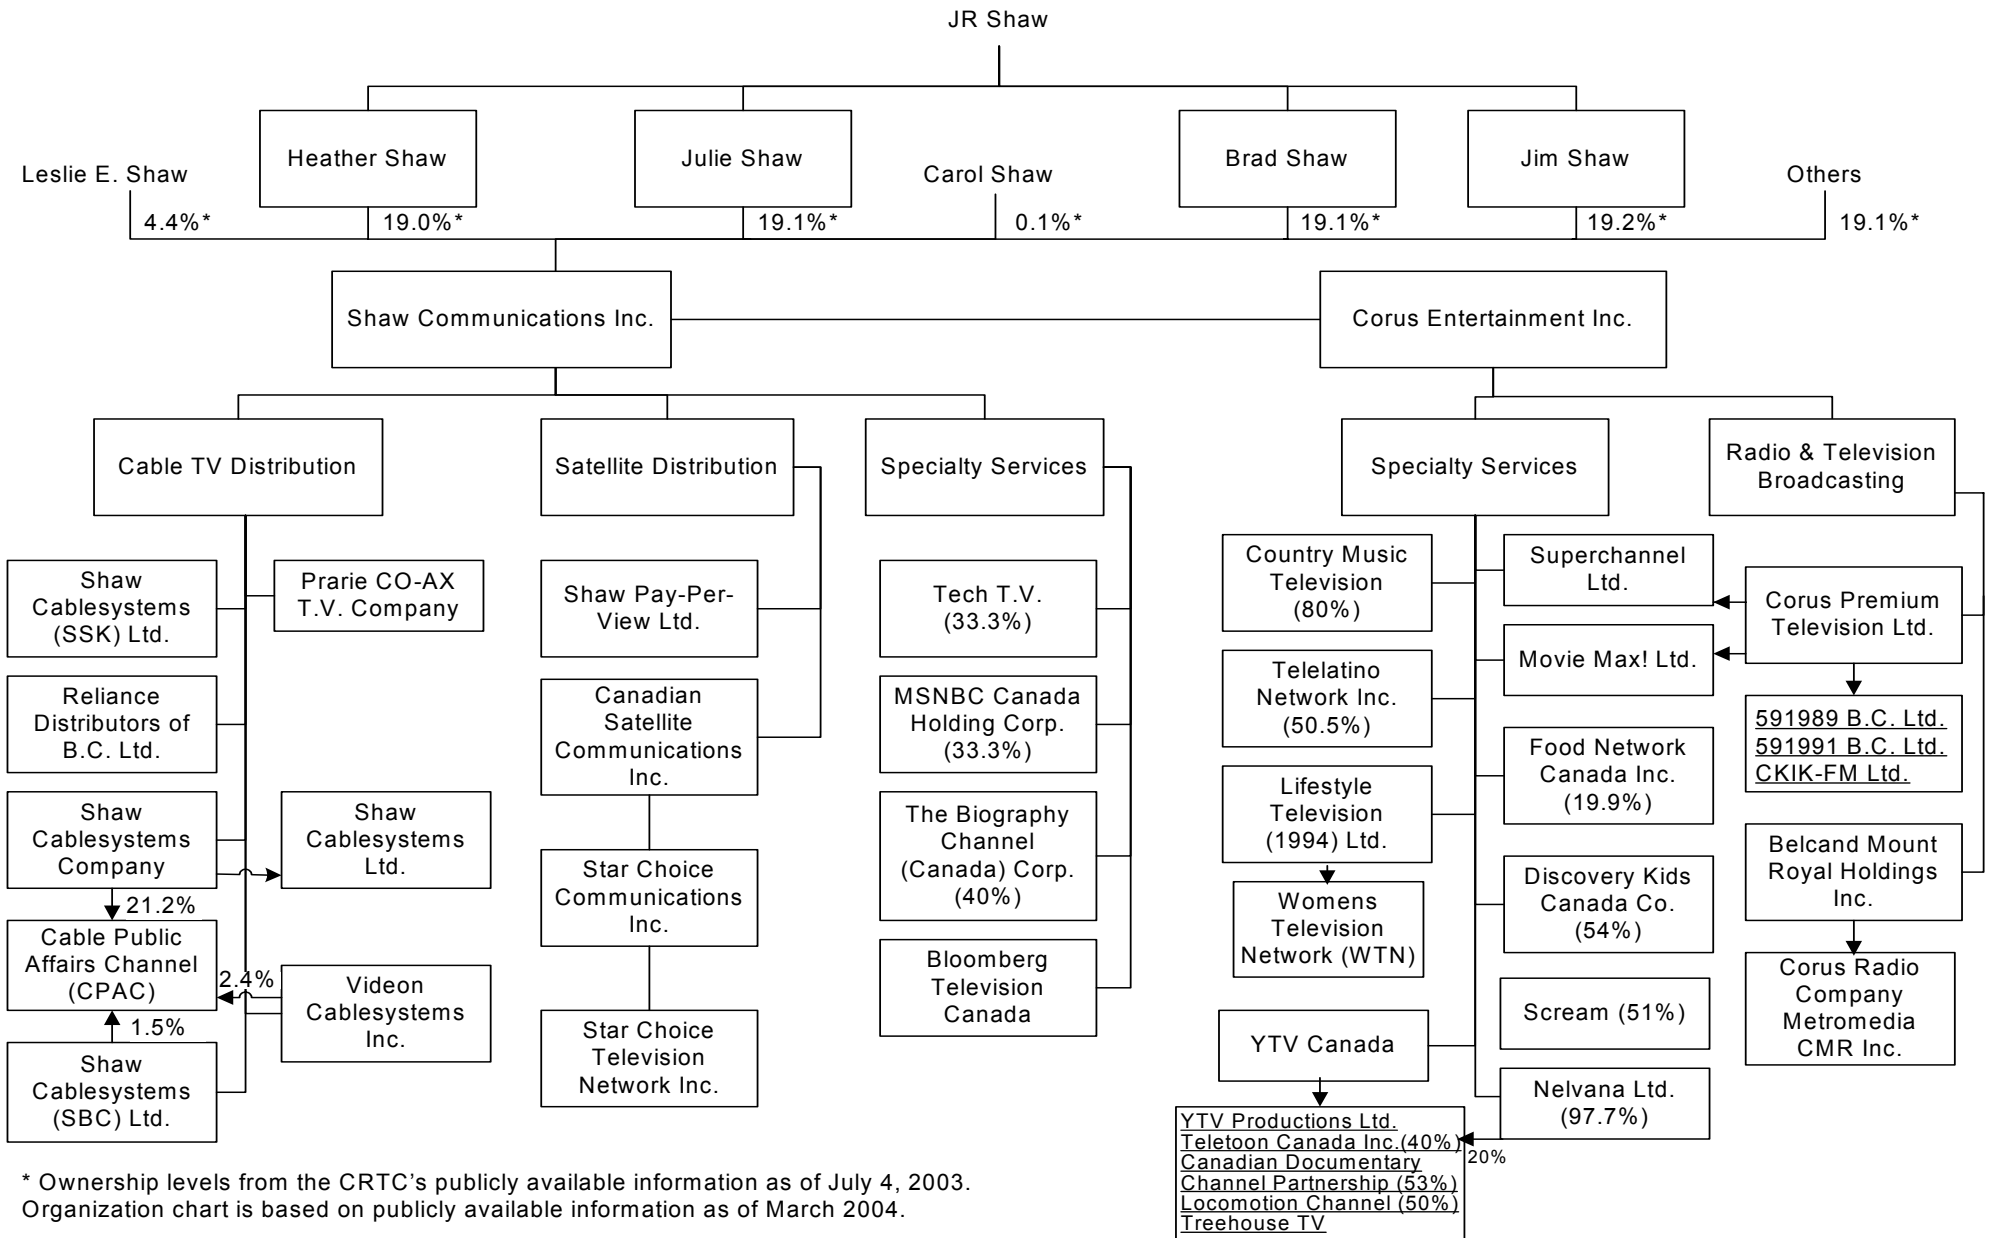 JR Shaw
Leslie E. Shaw
Heather Shaw
Julie Shaw
Carol Shaw
Brad Shaw
Jim Shaw
Others
4.4%*
19.0%*
19.1%*
0.1%*
19.1%*
19.2%*
19.1%*
Shaw Communications Inc.
Corus Entertainment Inc.
Cable TV Distribution
Satellite Distribution
Specialty Services
Specialty Services
Radio & Television
Broadcasting
Shaw
Cablesystems
(SSK) Ltd.
Prarie CO-AX
T.V. Company
Reliance
Distributors of
B.C. Ltd.
Shaw
Cablesystems
Company
Shaw
Cablesystems
Ltd.
21.2%
Cable Public
Affairs Channel
(CPAC)
2.4%
Videon
Cablesystems
Inc.
1.5%
Shaw
Cablesystems
(SBC) Ltd.
Shaw Pay-Per-
View Ltd.
Canadian
Satellite
Communications
Inc.
Star Choice
Communications
Inc.
Star Choice
Television
Network Inc.
Tech T.V.
(33.3%)
MSNBC Canada
Holding Corp.
(33.3%)
The Biography
Channel
(Canada) Corp.
(40%)
Bloomberg
Television
Canada
Country Music
Television
(80%)
Telelatino
Network Inc.
(50.5%)
Lifestyle
Television
(1994) Ltd.
Womens
Television
Network (WTN)
YTV Canada
YTV Productions Ltd.
Teletoon Canada Inc.(40%)
Canadian Documentary
Channel Partnership (53%)
Locomotion Channel (50%)
Treehouse TV
Superchannel
Ltd.
Movie Max! Ltd.
Food Network
Canada Inc.
(19.9%)
Discovery Kids
Canada Co.
(54%)
Scream (51%)
Nelvana Ltd.
(97.7%)
20%
Corus Premium
Television Ltd.
591989 B.C. Ltd.
591991 B.C. Ltd.
CKIK-FM Ltd.
Belcand Mount
Royal Holdings
Inc.
Corus Radio
Company
Metromedia
CMR Inc.
* Ownership levels from the CRTC’s publicly available information as of July 4, 2003.
Organization chart is based on publicly available information as of March 2004.